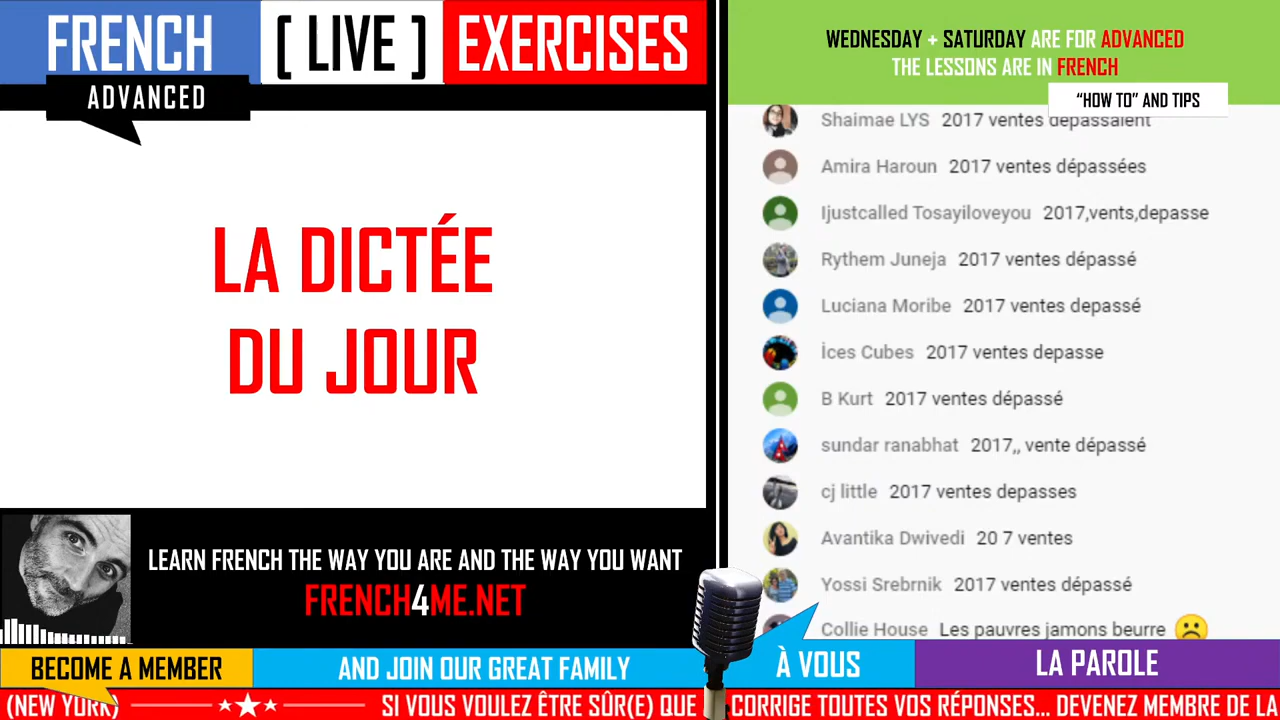 FRENCH [ LIVE ] EXERCISES
ADVANCED
LA DICTÉE
DU JOUR
LEARN FRENCH THE WAY YOU ARE AND THE WAY YOU WANT
FRENCH4ME.NET
WEDNESDAY + SATURDAY ARE FOR ADVANCED
THE LESSONS ARE IN FRENCH
"HOW TO" AND TIPS
Shaimae LYS 2017 ventes dépassaient
Amira Haroun 2017 ventes dépassées
Ijustcalled Tosayiloveyou 2017,vents,depasse
Rythem Juneja 2017 ventes dépassé
Luciana Moribe 2017 ventes depassé
İces Cubes 2017 ventes depasse
B Kurt 2017 ventes dépassé
sundar ranabhat 2017,, vente dépassé
cj little 2017 ventes depasses
Avantika Dwivedi 20 7 ventes
Yossi Srebrnik 2017 ventes dépassé
Collie House Les pauvres jamons beurre
BECOME A MEMBER AND JOIN OUR GREAT FAMILY À VOUS LA PAROLE
(NEW YORK) SI VOUS VOULEZ ÊTRE SÛR(E) QUE CORRIGE TOUTES VOS RÉPONSES... DEVENEZ MEMBRE DE LA